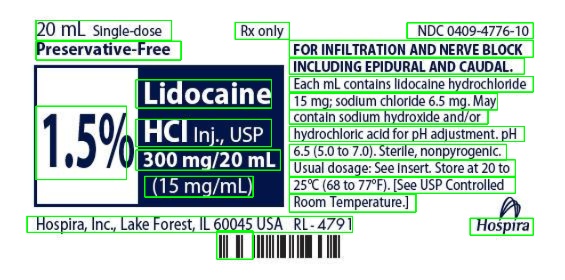 20 mL Single-dose Rx only NDC 0409-4776-10
Preservative-Free
1.5%
Lidocaine
HCl Inj., USP
300 mg/20 mL
(15 mg/mL)
FOR INFILTRATION AND NERVE BLOCK
INCLUDING EPIDURAL AND CAUDAL.
Each mL contains lidocaine hydrochloride
15 mg; sodium chloride 6.5 mg. May
contain sodium hydroxide and/or
hydrochloric acid for pH adjustment. pH
6.5 (5.0 to 7.0). Sterile, nonpyrogenic.
Usual dosage: See Insert. Store at 20 to
25°C (68 to 77°F). [See USP Controlled
Room Temperature.]
Hospira, Inc., Lake Forest, IL 60045 USA RL-4791
Hospira